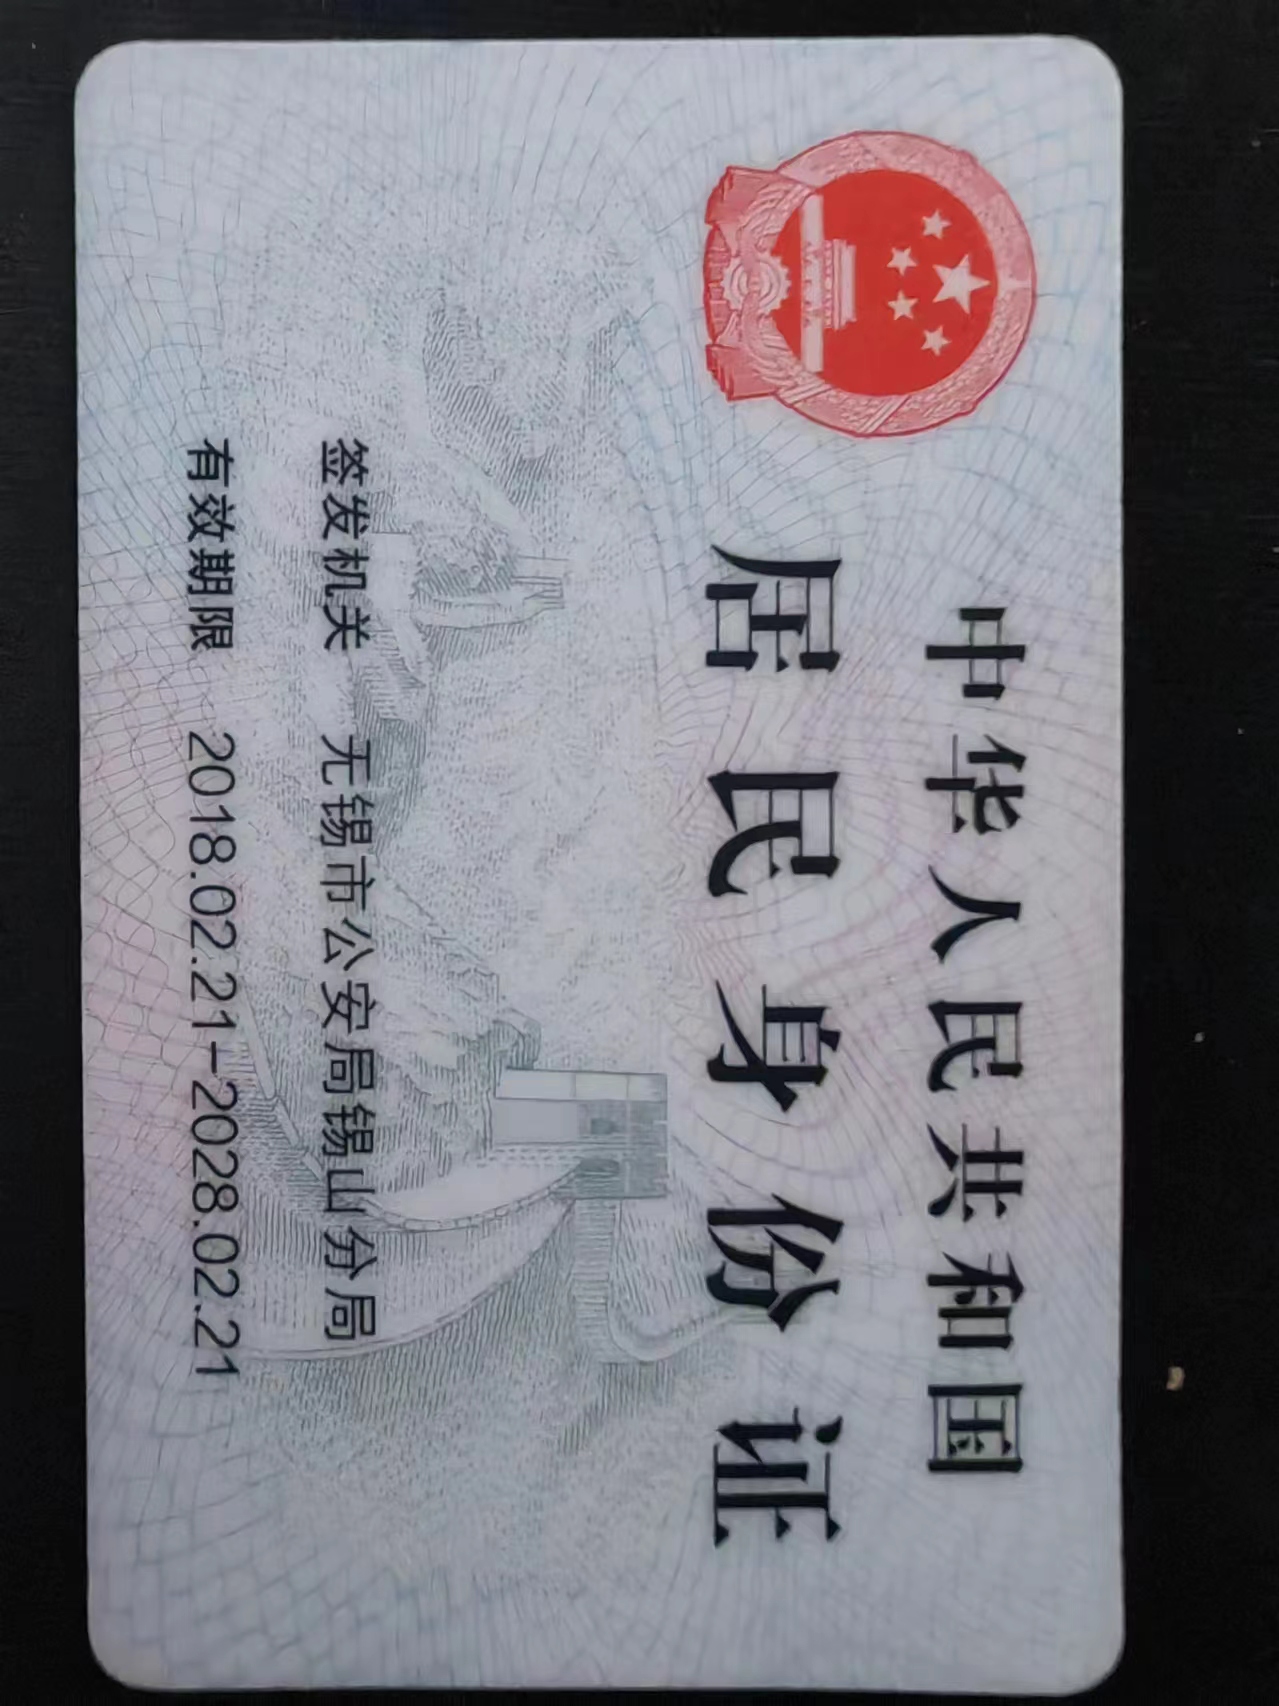 中华人民共和国
居民身份证
签发机关 无锡市公安局锡山分局
有效期限 2018.02.21-2028.02.21